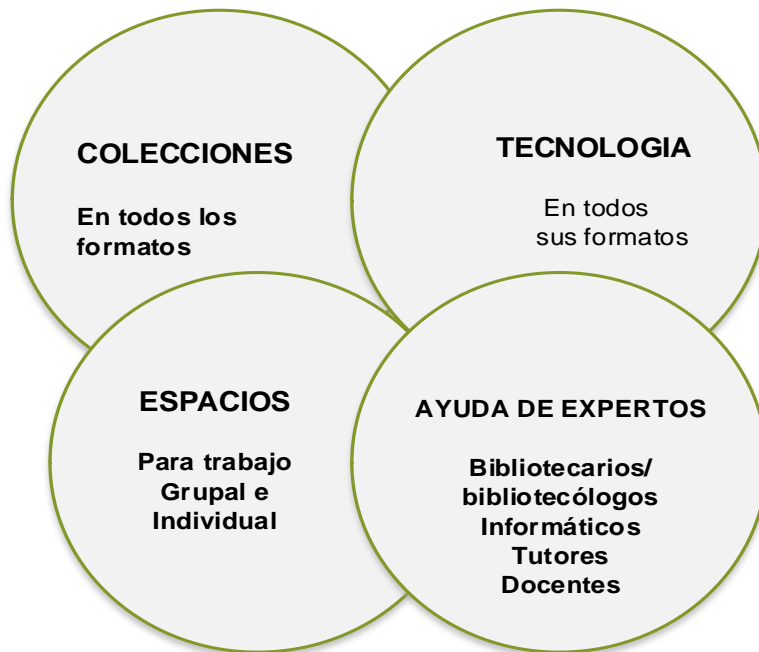 COLECCIONES
En todos los
formatos
TECNOLOGIA
En todos
sus formatos
ESPACIOS
Para trabajo
Grupal e
Individual
AYUDA DE EXPERTOS
Bibliotecarios/
bibliotecólogos
Informáticos
Tutores
Docentes